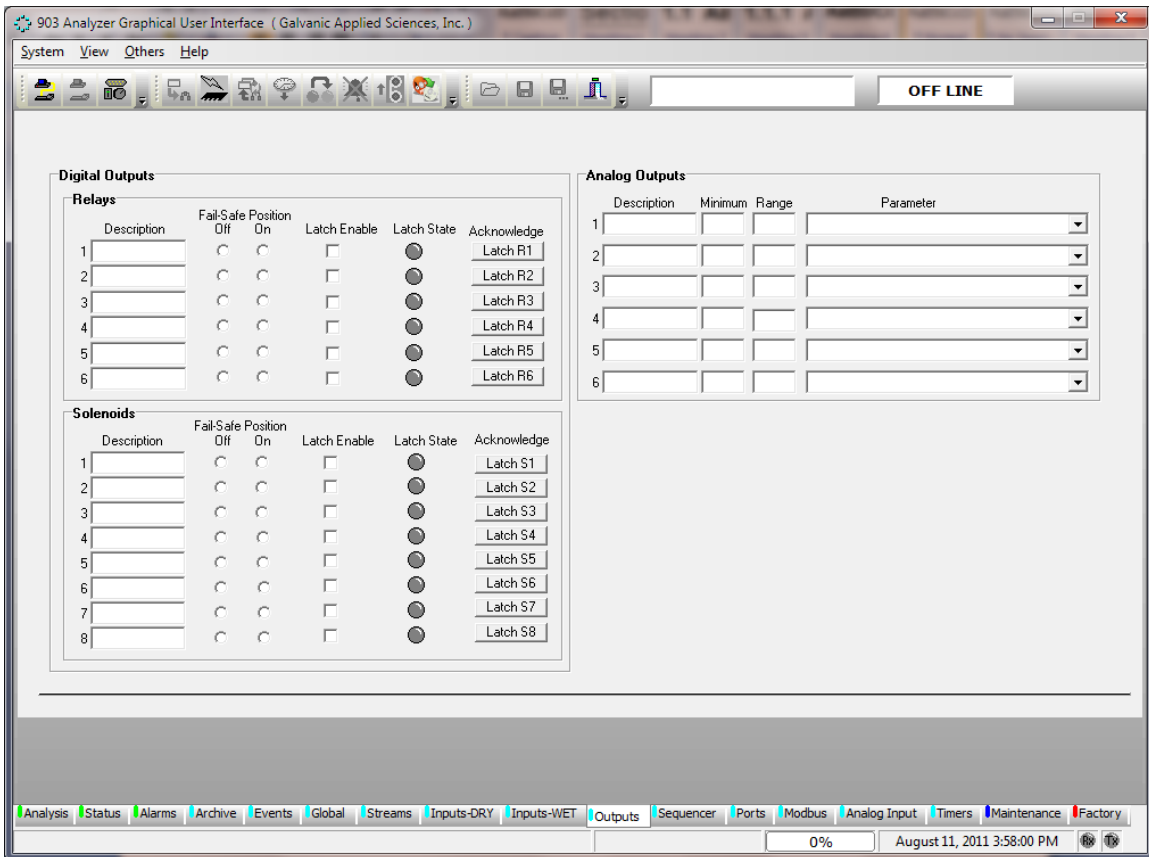 903 Analyzer Graphical User Interface ( Galvanic Applied Sciences, Inc. )
System View Others Help
OFF LINE
Digital Outputs
Relays
Fail-Safe Position
Description Off On Latch Enable Latch State Acknowledge
1 Latch R1
2 Latch R2
3 Latch R3
4 Latch R4
5 Latch R5
6 Latch R6
Solenoids
Fail-Safe Position
Description Off On Latch Enable Latch State Acknowledge
1 Latch S1
2 Latch S2
3 Latch S3
4 Latch S4
5 Latch S5
6 Latch S6
7 Latch S7
8 Latch S8
Analog Outputs
Description Minimum Range Parameter
1
2
3
4
5
6
Analysis Status Alarms Archive Events Global Streams Inputs-DRY Inputs-WET Outputs Sequencer Ports Modbus Analog Input Timers Maintenance Factory
0% August 11, 2011 3:58:00 PM Rx Tx